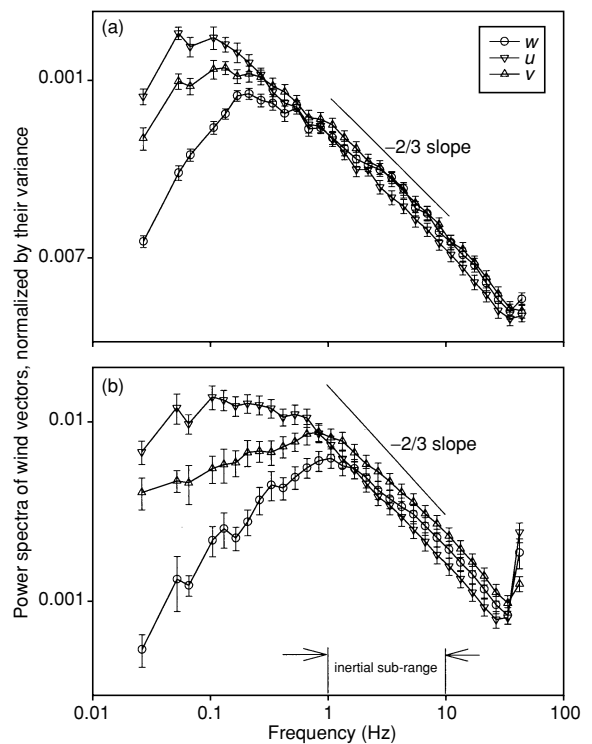 (a)
w
u
v
0.001
−2/3 slope
0.007
Power spectra of wind vectors, normalized by their variance
(b)
0.01
−2/3 slope
0.001
inertial sub-range
0.01 0.1 1 10 100
Frequency (Hz)